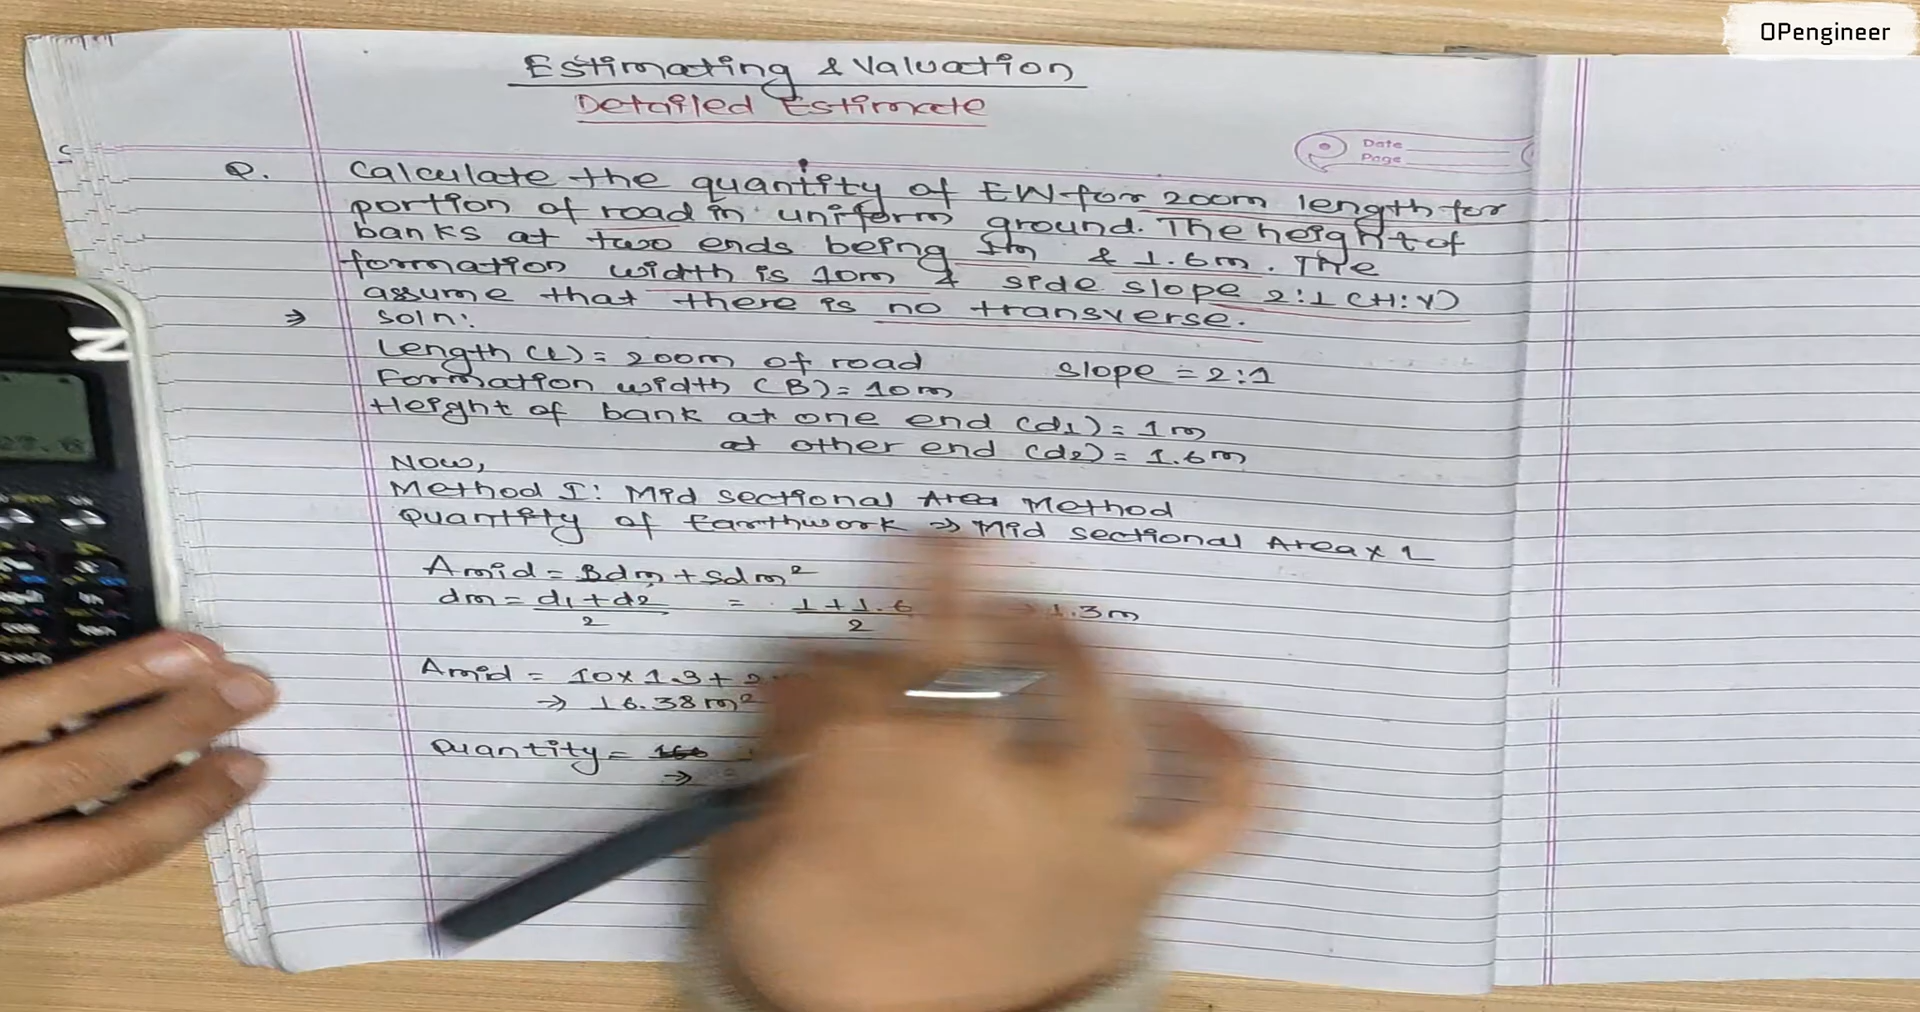 OPengineer
Estimating & Valuation
Detailed Estimate
Date
Page
Q. Calculate the quantity of EW for 200m length for
portion of road in uniform ground. The height of
banks at two ends being 1m & 1.6m. The
formation width is 10m & side slope 2:1 (H:V)
assume that there is no transverse.
⇒ Soln:
Length (L) = 200m of road slope = 2:1
Formation width (B) = 10m
Height of bank at one end (d1) = 1m
at other end (d2) = 1.6m
Now,
Method I: Mid sectional Area Method
Quantity of Earthwork => Mid sectional Area x L
Amid = Bdm + Sdm²
dm = d1 + d2 / 2 = 1 + 1.6 / 2 → 1.3m
Amid = 10 x 1.3 + 2
→ 16.38 m²
Quantity =
→